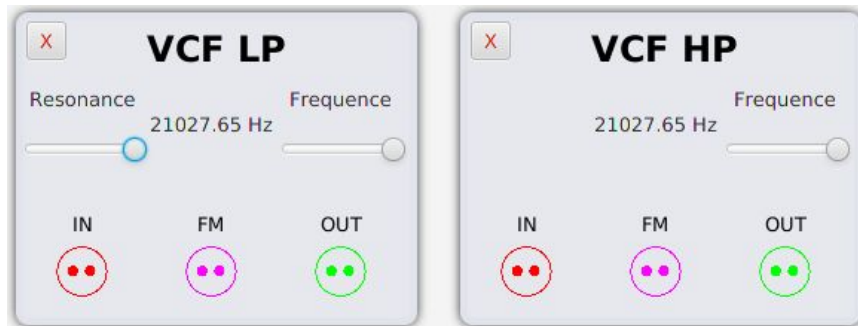 X
VCF LP
Resonance
Frequence
21027.65 Hz
IN FM OUT
X
VCF HP
Frequence
21027.65 Hz
IN FM OUT